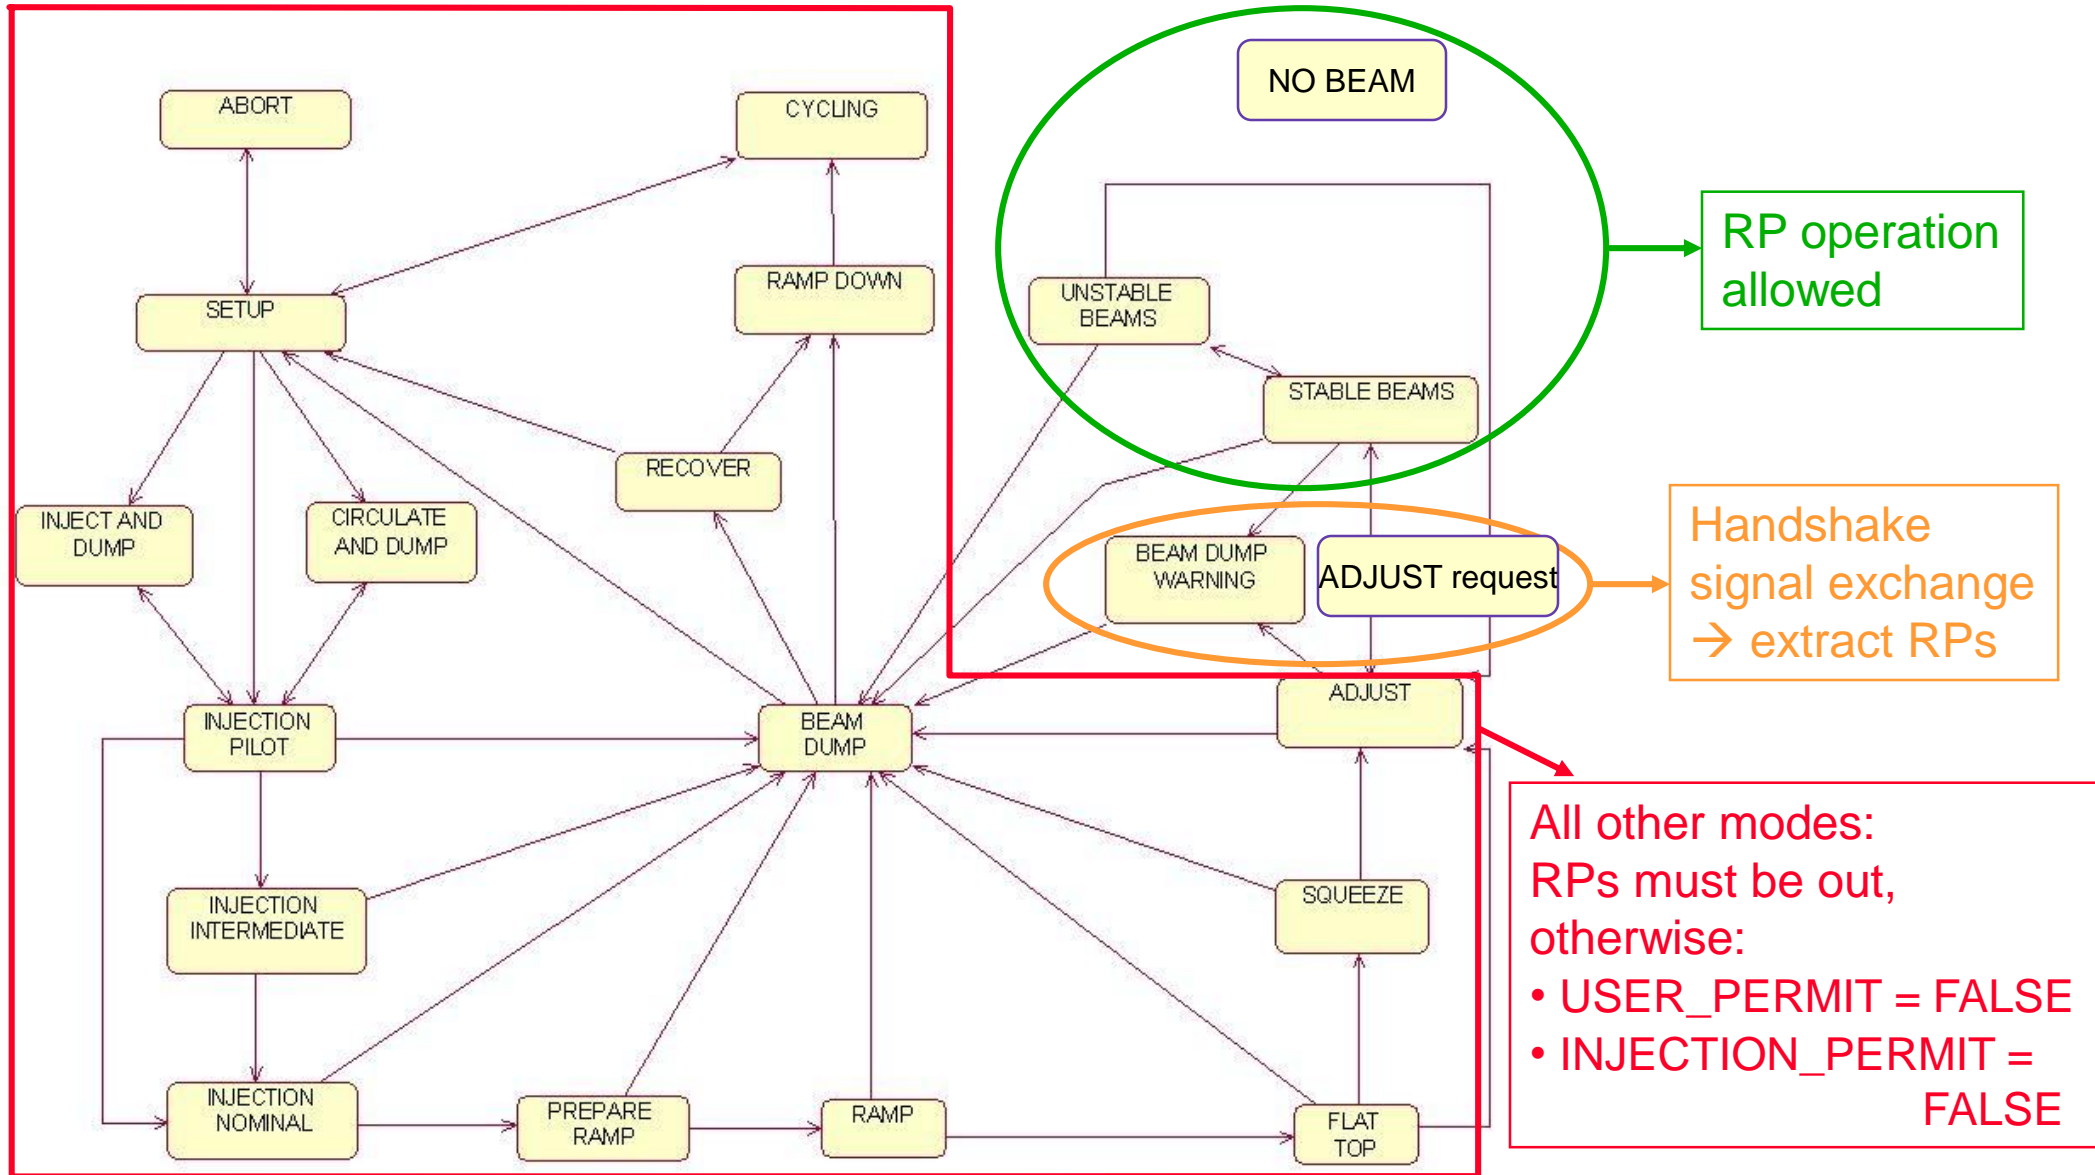 NO BEAM
ABORT
CYCLING
RP operation
allowed
RAMP DOWN
UNSTABLE
BEAMS
SETUP
STABLE BEAMS
RECOVER
INJECT AND
DUMP
CIRCULATE
AND DUMP
BEAM DUMP
WARNING
ADJUST request
Handshake
signal exchange
→ extract RPs
ADJUST
INJECTION
PILOT
BEAM
DUMP
All other modes:
RPs must be out,
otherwise:
• USER_PERMIT = FALSE
• INJECTION_PERMIT =
FALSE
SQUEEZE
INJECTION
INTERMEDIATE
INJECTION
NOMINAL
PREPARE
RAMP
RAMP
FLAT
TOP